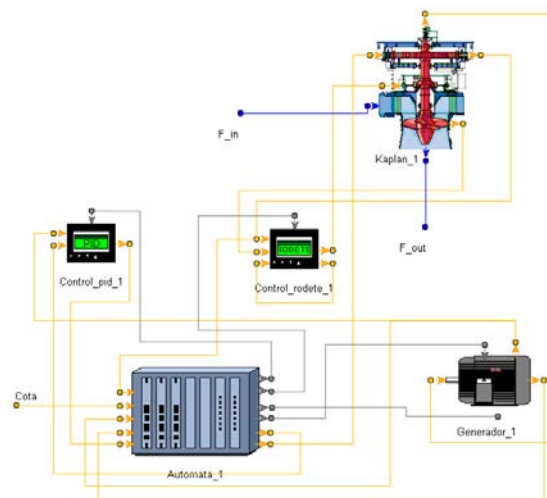 F_in
Kaplan_1
F_out
PID
Control_pid_1
RODETE
Control_rodete_1
Cota
Automata_1
Generador_1